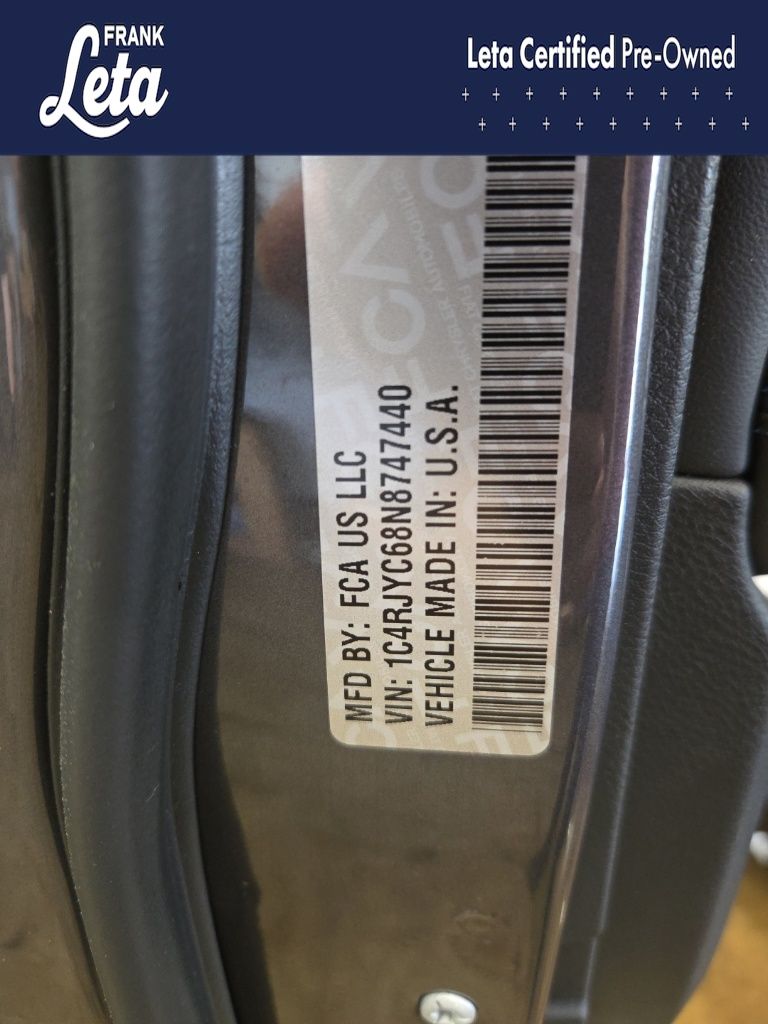 FRANK
Leta
Leta Certified Pre-Owned
MFD BY: FCA US LLC
VIN: 1C4RJYC68N8747440
VEHICLE MADE IN: U.S.A.